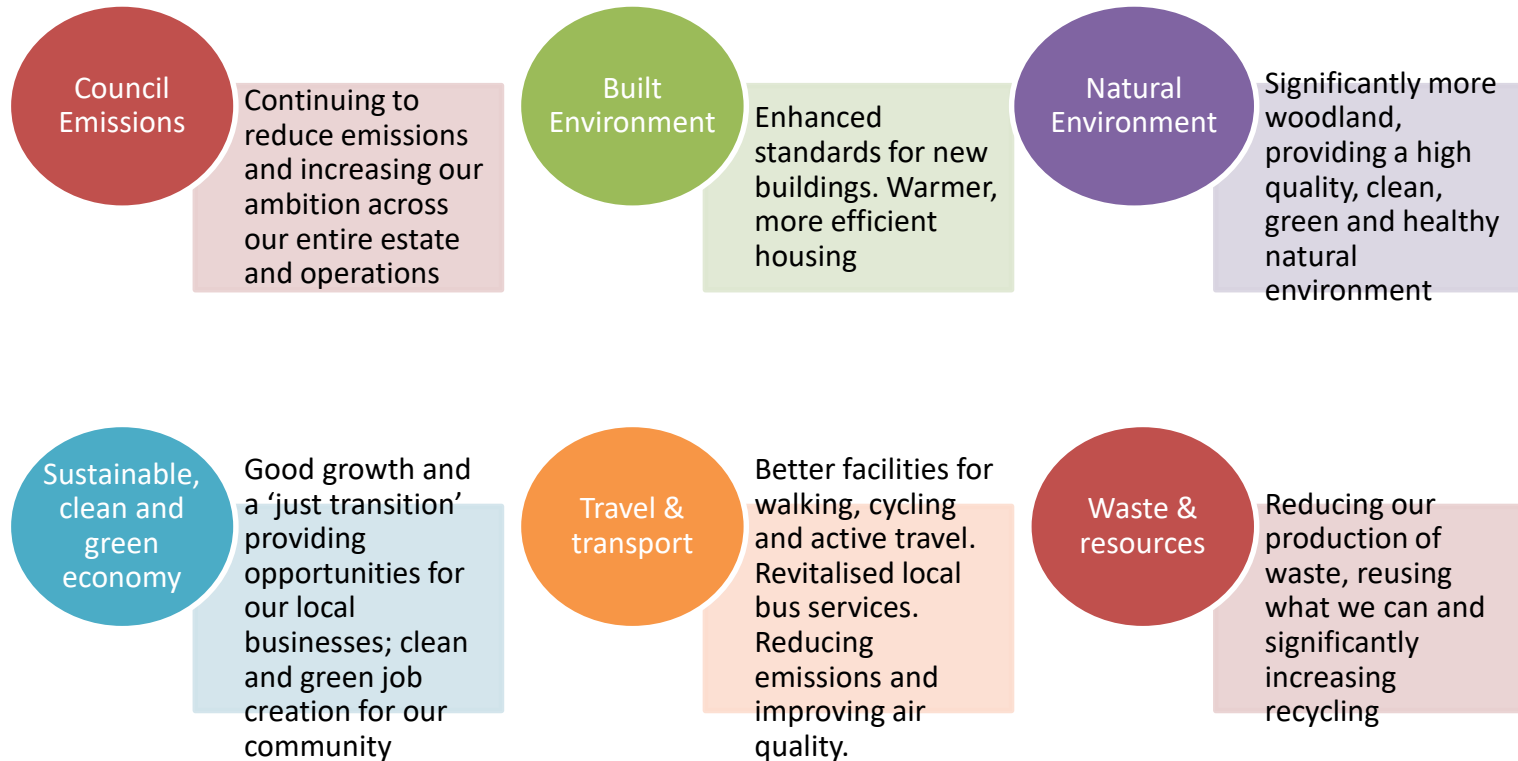 Council
Emissions
Continuing to
reduce emissions
and increasing our
ambition across
our entire estate
and operations
Built
Environment
Enhanced
standards for new
buildings. Warmer,
more efficient
housing
Natural
Environment
Significantly more
woodland,
providing a high
quality, clean,
green and healthy
natural
environment
Sustainable,
clean and
green
economy
Good growth and
a ‘just transition’
providing
opportunities for
our local
businesses; clean
and green job
creation for our
community
Travel &
transport
Better facilities for
walking, cycling
and active travel.
Revitalised local
bus services.
Reducing
emissions and
improving air
quality.
Waste &
resources
Reducing our
production of
waste, reusing
what we can and
significantly
increasing
recycling